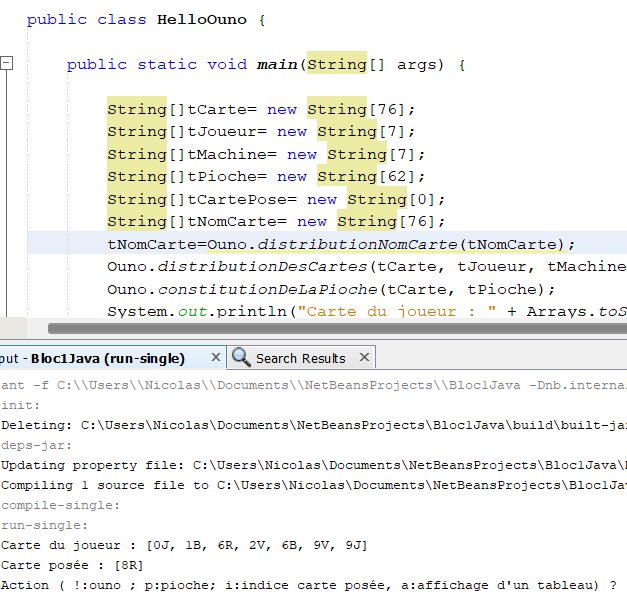 public class HelloOuno {
public static void main(String[] args) {
String[]tCarte= new String[76];
String[]tJoueur= new String[7];
String[]tMachine= new String[7];
String[]tPioche= new String[62];
String[]tCartePose= new String[0];
String[]tNomCarte= new String[76];
tNomCarte=Ouno.distributionNomCarte(tNomCarte);
Ouno.distributionDesCartes(tCarte, tJoueur, tMachine
Ouno.constitutionDeLaPioche(tCarte, tPioche);
System.out.println("Carte du joueur : " + Arrays.toS
put - Bloc1Java (run-single) × Search Results ×
ant -f C:\\Users\\Nicolas\\Documents\\NetBeansProjects\\Bloc1Java -Dnb.interna
init:
Deleting: C:\Users\Nicolas\Documents\NetBeansProjects\Bloc1Java\build\built-ja
deps-jar:
Updating property file: C:\Users\Nicolas\Documents\NetBeansProjects\Bloc1Java\
Compiling 1 source file to C:\Users\Nicolas\Documents\NetBeansProjects\Bloc1Ja
compile-single:
run-single:
Carte du joueur : [0J, 1B, 6R, 2V, 6B, 9V, 9J]
Carte posée : [8R]
Action ( !:ouno ; p:pioche; i:indice carte posée, a:affichage d'un tableau) ?